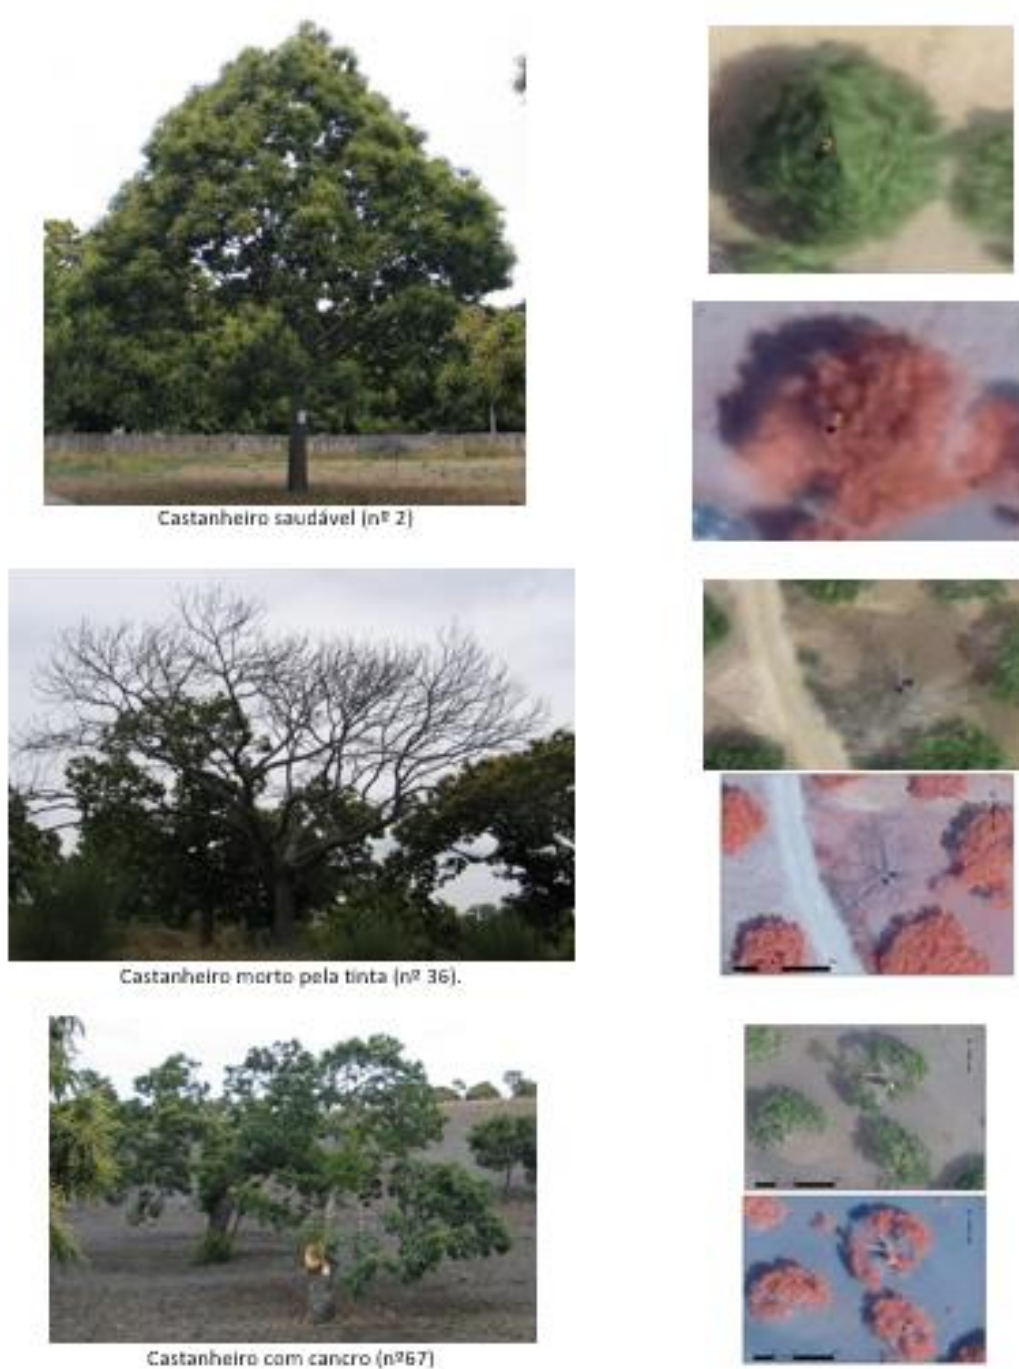 Castanheiro saudável (nº 2)
Castanheiro morto pela tinta (nº 36).
Castanheiro com cancro (nº67)